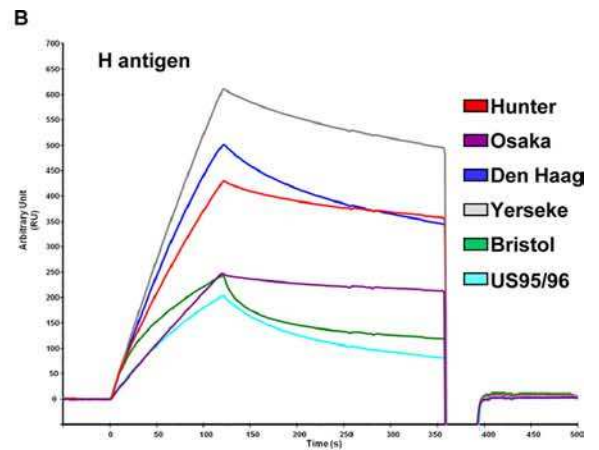 B
H antigen
700
650
600
550
500
450
400
350
300
250
200
150
100
50
0
Arbitrary Unit
(RU)
0
50
100
150
200
250
300
350
400
450
500
Time (s)
Hunter
Osaka
Den Haag
Yerseke
Bristol
US95/96